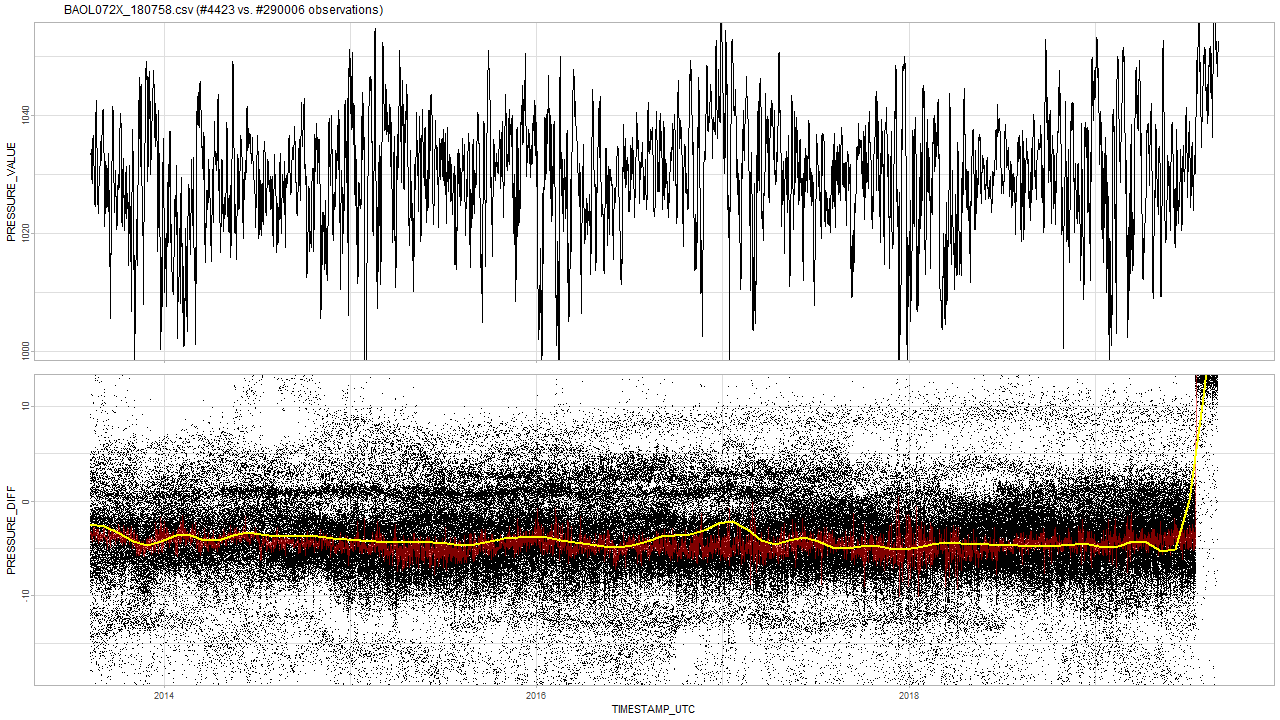 BAOL072X_180758.csv (#4423 vs. #290006 observations)
PRESSURE_VALUE
1040
1020
1000
PRESSURE_DIFF
10
0
-10
2014
2016
2018
TIMESTAMP_UTC